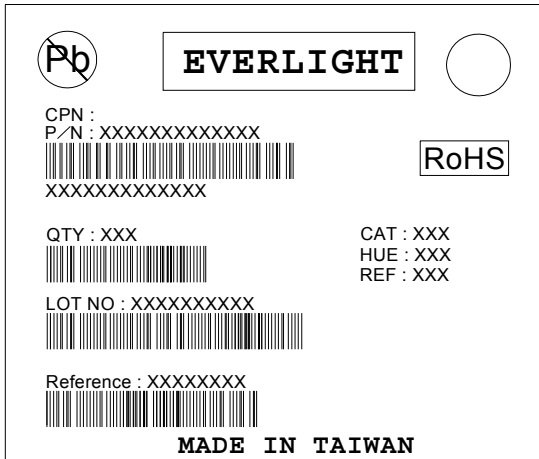 Pb
EVERLIGHT
CPN :
P/N : XXXXXXXXXXXXX
RoHS
XXXXXXXXXXXXX
QTY : XXX
CAT : XXX
HUE : XXX
REF : XXX
LOT NO : XXXXXXXXXX
Reference : XXXXXXXX
MADE IN TAIWAN